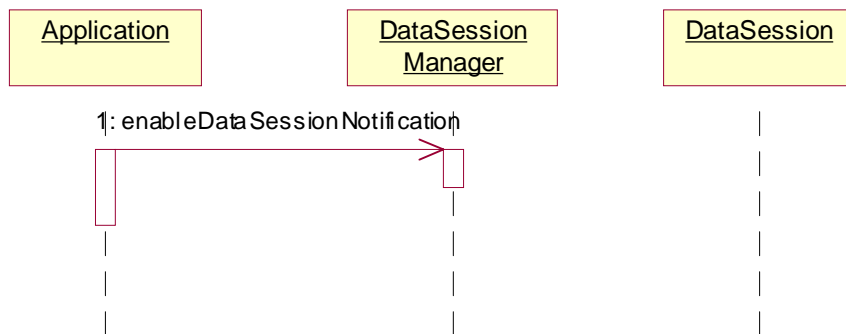 Application
DataSession
Manager
DataSession
1: enableDataSessionNotification